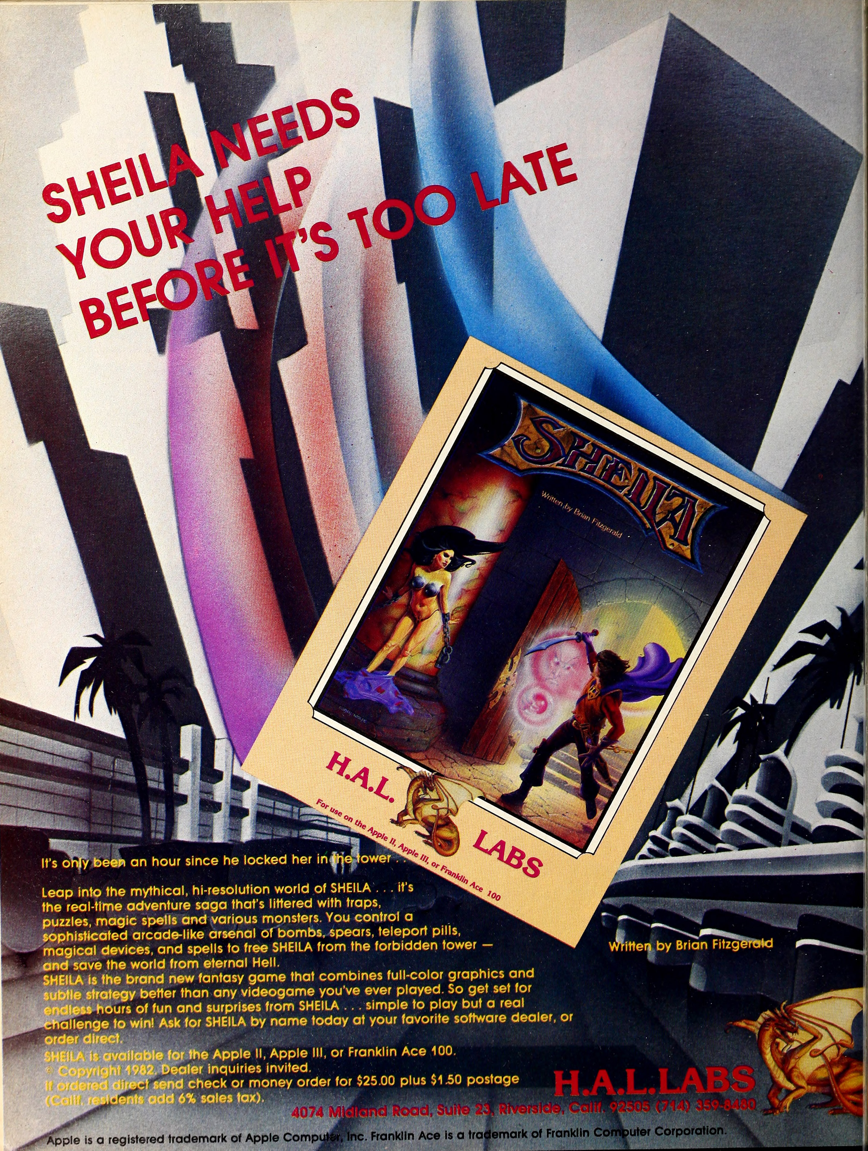 SHEILA NEEDS
YOUR HELP
BEFORE IT'S TOO LATE
SHEILA
Written by Brian Fitzgerald
H.A.L.
LABS
For use on the Apple II, Apple III, or Franklin Ace 100
It's only been an hour since he locked her in the tower . .
Leap into the mythical, hi-resolution world of SHEILA . . . it's
the real-time adventure saga that's littered with traps,
puzzles, magic spells and various monsters. You control a
sophisticated arcade-like arsenal of bombs, spears, teleport pills,
magical devices, and spells to free SHEILA from the forbidden tower —
and save the world from eternal Hell.
SHEILA is the brand new fantasy game that combines full-color graphics and
subtle strategy better than any videogame you've ever played. So get set for
endless hours of fun and surprises from SHEILA . . . simple to play but a real
challenge to win! Ask for SHEILA by name today at your favorite software dealer, or
order direct.
SHEILA is available for the Apple II, Apple III, or Franklin Ace 100.
Copyright 1982. Dealer inquiries invited.
If ordered direct send check or money order for $25.00 plus $1.50 postage
(Calif. residents add 6% sales tax).
Written by Brian Fitzgerald
H.A.L. LABS
4074 Midland Road, Suite 23, Riverside, Calif. 92505 (714) 359-8480
Apple is a registered trademark of Apple Computer, Inc. Franklin Ace is a trademark of Franklin Computer Corporation.